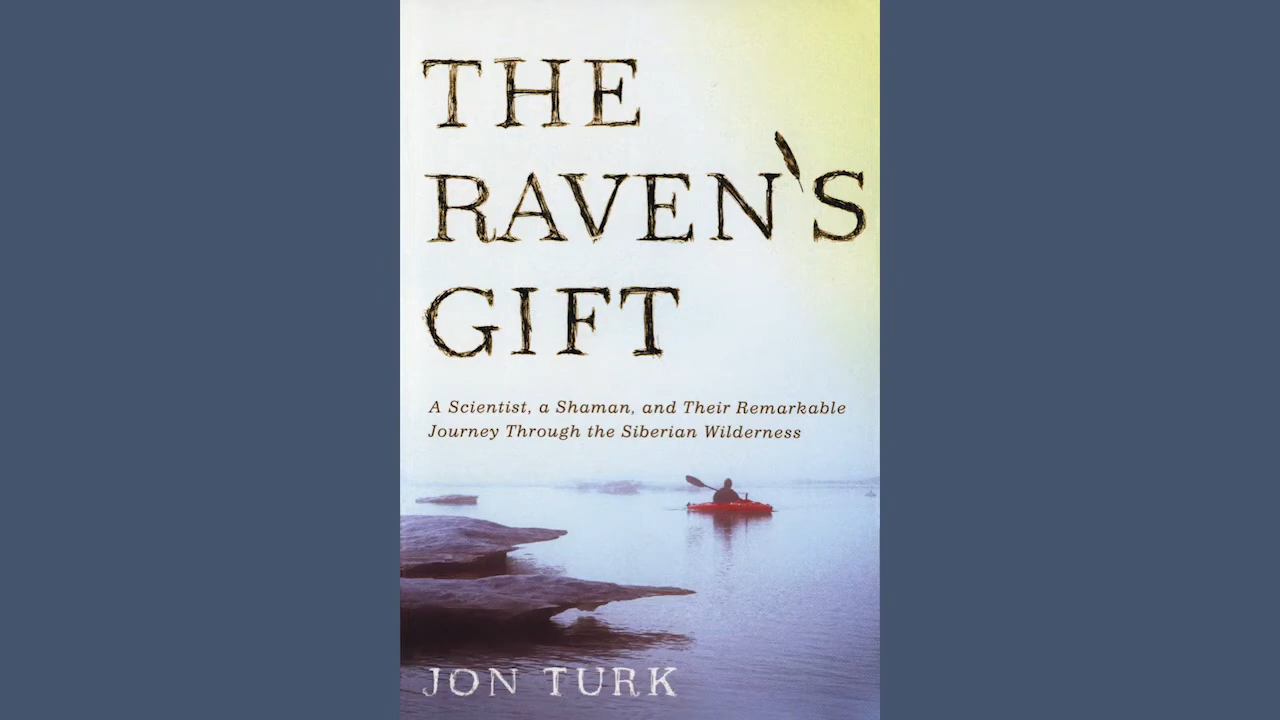 THE
RAVEN'S
GIFT
A Scientist, a Shaman, and Their Remarkable
Journey Through the Siberian Wilderness
JON TURK